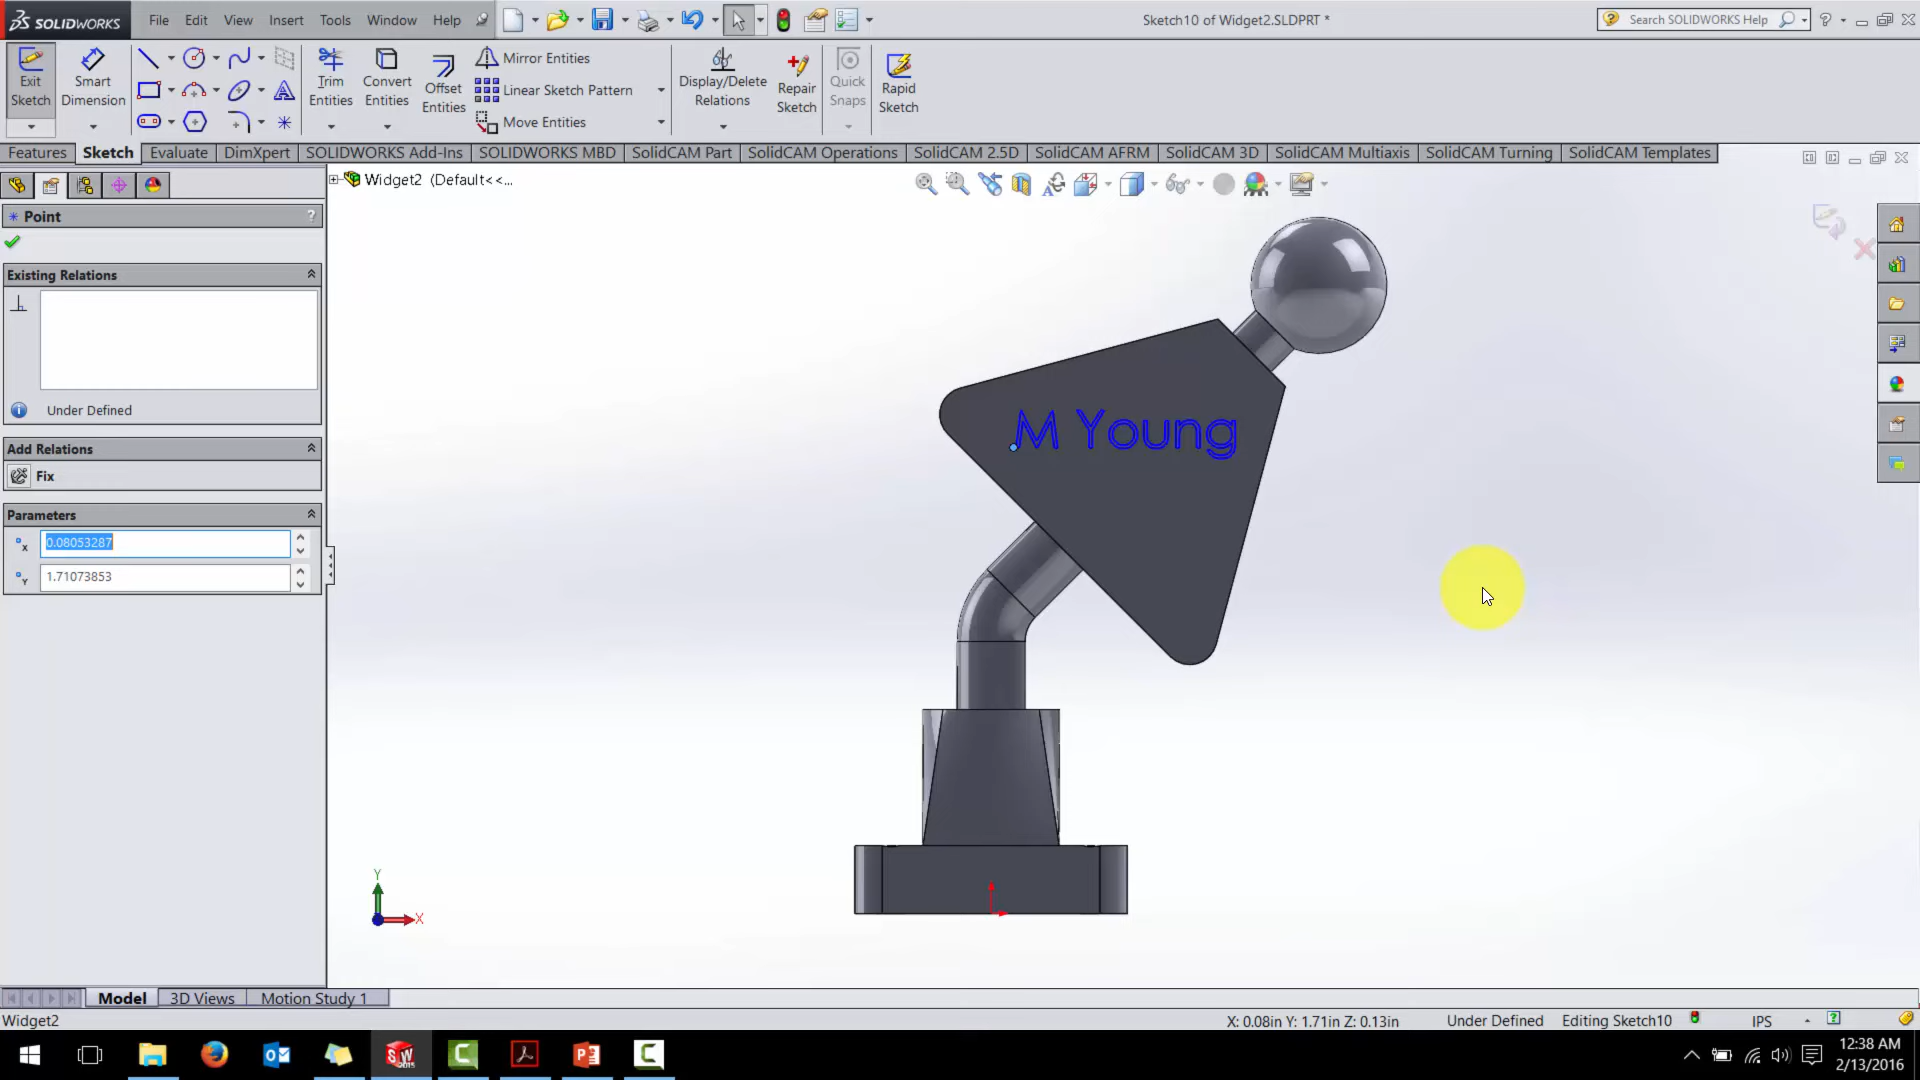 SOLIDWORKS File Edit View Insert Tools Window Help Sketch10 of Widget2.SLDPRT * Search SOLIDWORKS Help
Exit Sketch
Smart Dimension
Trim Entities
Convert Entities
Offset Entities
Mirror Entities
Linear Sketch Pattern
Move Entities
Display/Delete Relations
Repair Sketch
Quick Snaps
Rapid Sketch
Features Sketch Evaluate DimXpert SOLIDWORKS Add-Ins SOLIDWORKS MBD SolidCAM Part SolidCAM Operations SolidCAM 2.5D SolidCAM AFRM SolidCAM 3D SolidCAM Multiaxis SolidCAM Turning SolidCAM Templates
Widget2 (Default<<...
Point ?
Existing Relations
Under Defined
Add Relations
Fix
Parameters
x 0.08053287
Y 1.71073853
M Young
Y
X
Model 3D Views Motion Study 1
Widget2 X: 0.08in Y: 1.71in Z: 0.13in Under Defined Editing Sketch10 IPS
12:38 AM
2/13/2016